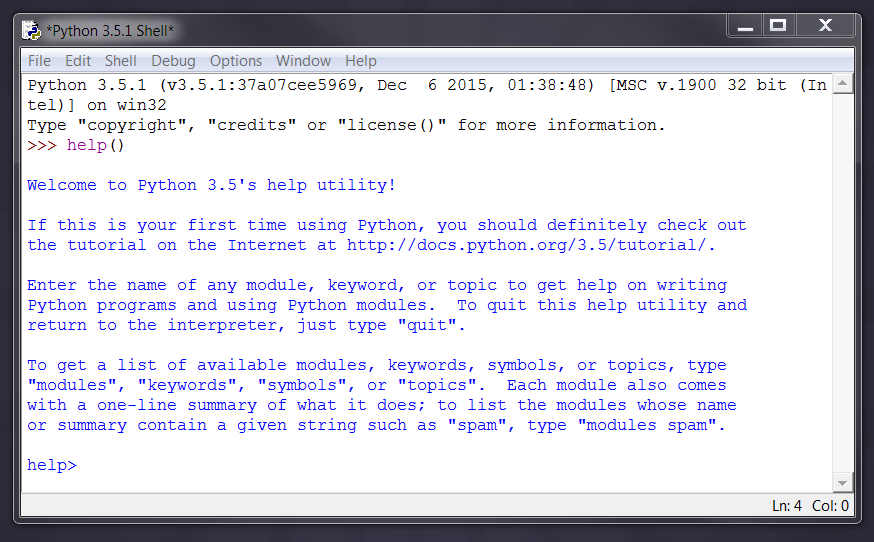 *Python 3.5.1 Shell*
File Edit Shell Debug Options Window Help
Python 3.5.1 (v3.5.1:37a07cee5969, Dec  6 2015, 01:38:48) [MSC v.1900 32 bit (In
tel)] on win32
Type "copyright", "credits" or "license()" for more information.
>>> help()
Welcome to Python 3.5's help utility!
If this is your first time using Python, you should definitely check out
the tutorial on the Internet at http://docs.python.org/3.5/tutorial/.
Enter the name of any module, keyword, or topic to get help on writing
Python programs and using Python modules.  To quit this help utility and
return to the interpreter, just type "quit".
To get a list of available modules, keywords, symbols, or topics, type
"modules", "keywords", "symbols", or "topics".  Each module also comes
with a one-line summary of what it does; to list the modules whose name
or summary contain a given string such as "spam", type "modules spam".
help>
Ln: 4 Col: 0